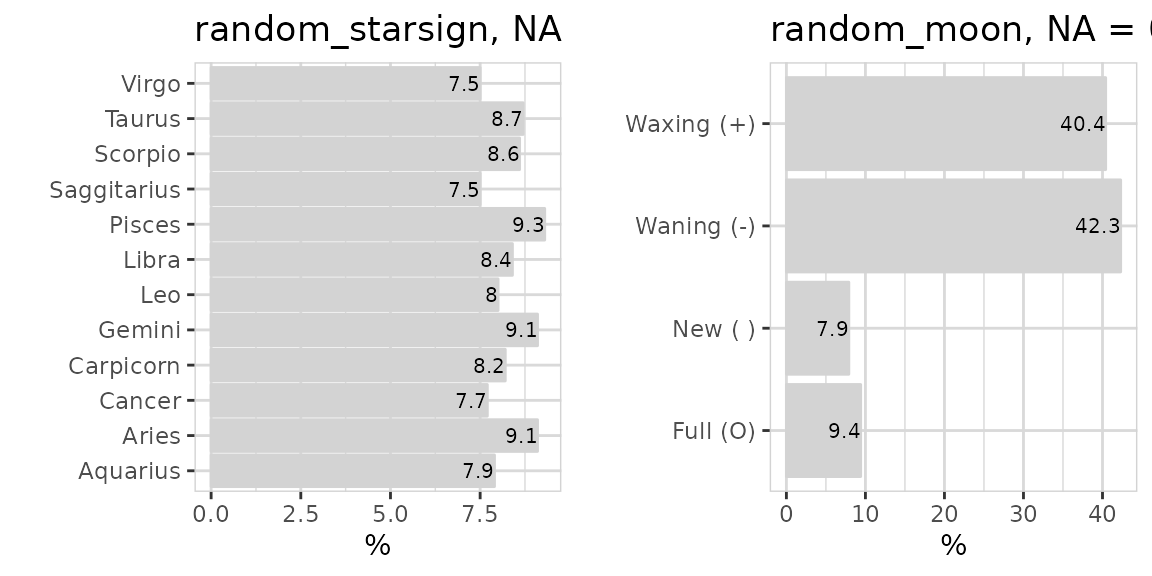 random_starsign, NA
Virgo 7.5
Taurus 8.7
Scorpio 8.6
Saggitarius 7.5
Pisces 9.3
Libra 8.4
Leo 8
Gemini 9.1
Carpicorn 8.2
Cancer 7.7
Aries 9.1
Aquarius 7.9
0.0 2.5 5.0 7.5
%
random_moon, NA =
Waxing (+) 40.4
Waning (-) 42.3
New ( ) 7.9
Full (O) 9.4
0 10 20 30 40
%